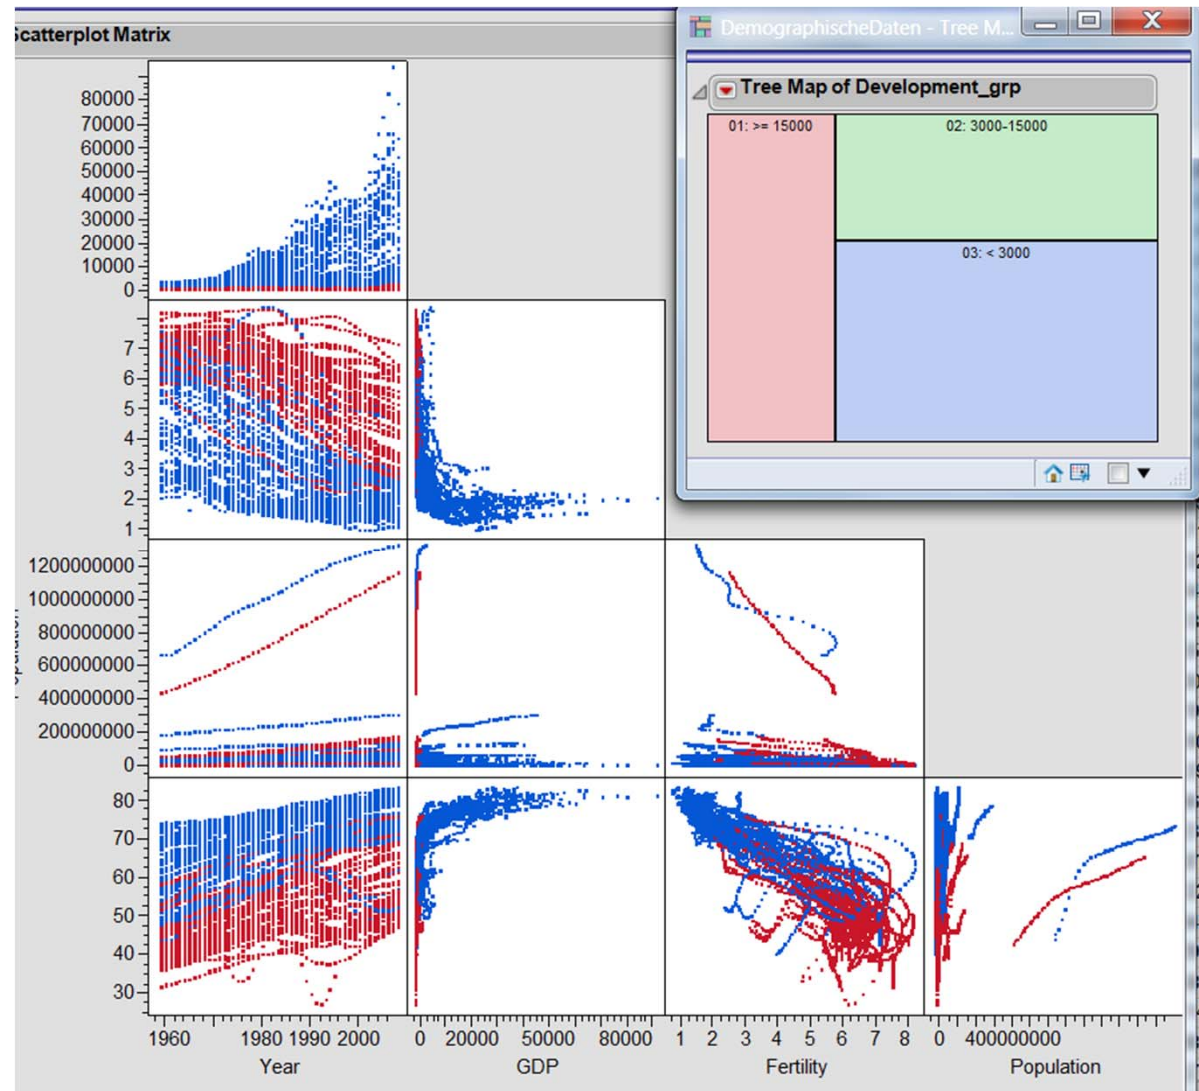 Scatterplot Matrix
DemographischeDaten - Tree M...
Tree Map of Development_grp
01: >= 15000
02: 3000-15000
03: < 3000
80000
70000
60000
50000
40000
30000
20000
10000
0
7
6
5
4
3
2
1
1200000000
1000000000
800000000
600000000
400000000
200000000
0
Population
80
70
60
50
40
30
1960 1980 1990 2000
0 20000 50000 80000
1 2 3 4 5 6 7 8
0 400000000
Year
GDP
Fertility
Population